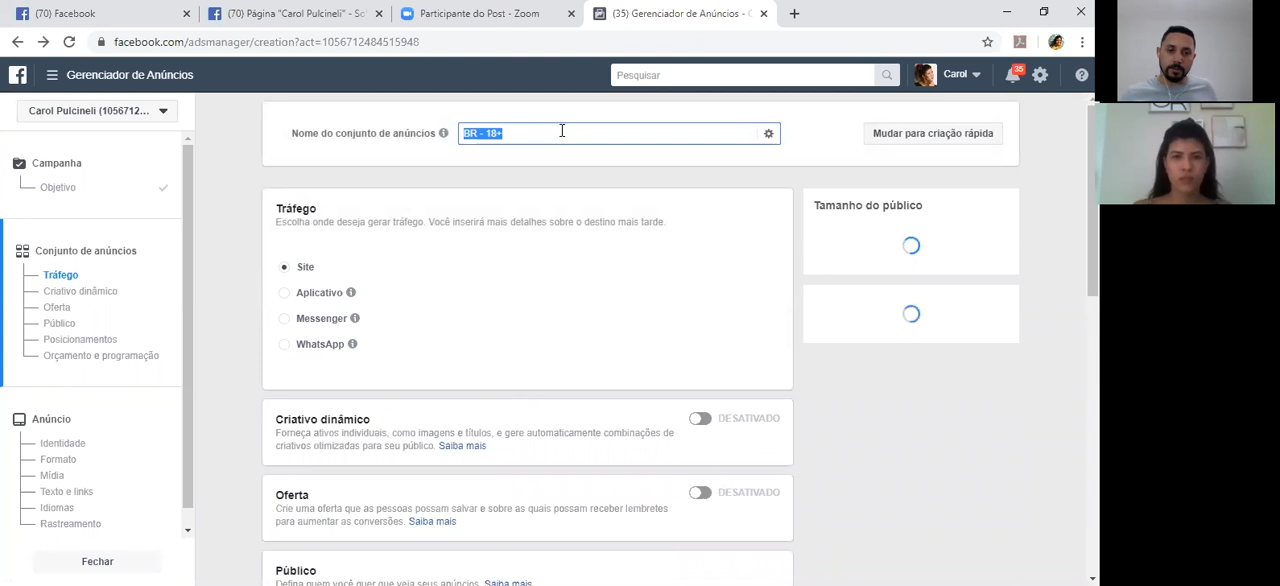 (70) Facebook
(70) Página "Carol Pulcineli" - So
Participante do Post - Zoom
(35) Gerenciador de Anúncios - C
facebook.com/adsmanager/creation?act=1056712484515948
Gerenciador de Anúncios
Pesquisar
Carol
35
Carol Pulcineli (1056712...
Nome do conjunto de anúncios
BR - 18+
Mudar para criação rápida
Campanha
Objetivo
Conjunto de anúncios
Tráfego
Criativo dinâmico
Oferta
Público
Posicionamentos
Orçamento e programação
Anúncio
Identidade
Formato
Mídia
Texto e links
Idiomas
Rastreamento
Fechar
Tráfego
Escolha onde deseja gerar tráfego. Você inserirá mais detalhes sobre o destino mais tarde.
Site
Aplicativo
Messenger
WhatsApp
Criativo dinâmico
DESATIVADO
Forneça ativos individuais, como imagens e títulos, e gere automaticamente combinações de
criativos otimizadas para seu público. Saiba mais
Oferta
DESATIVADO
Crie uma oferta que as pessoas possam salvar e sobre as quais possam receber lembretes
para aumentar as conversões. Saiba mais
Público
Defina quem você quer que veja seus anúncios. Saiba mais
Tamanho do público